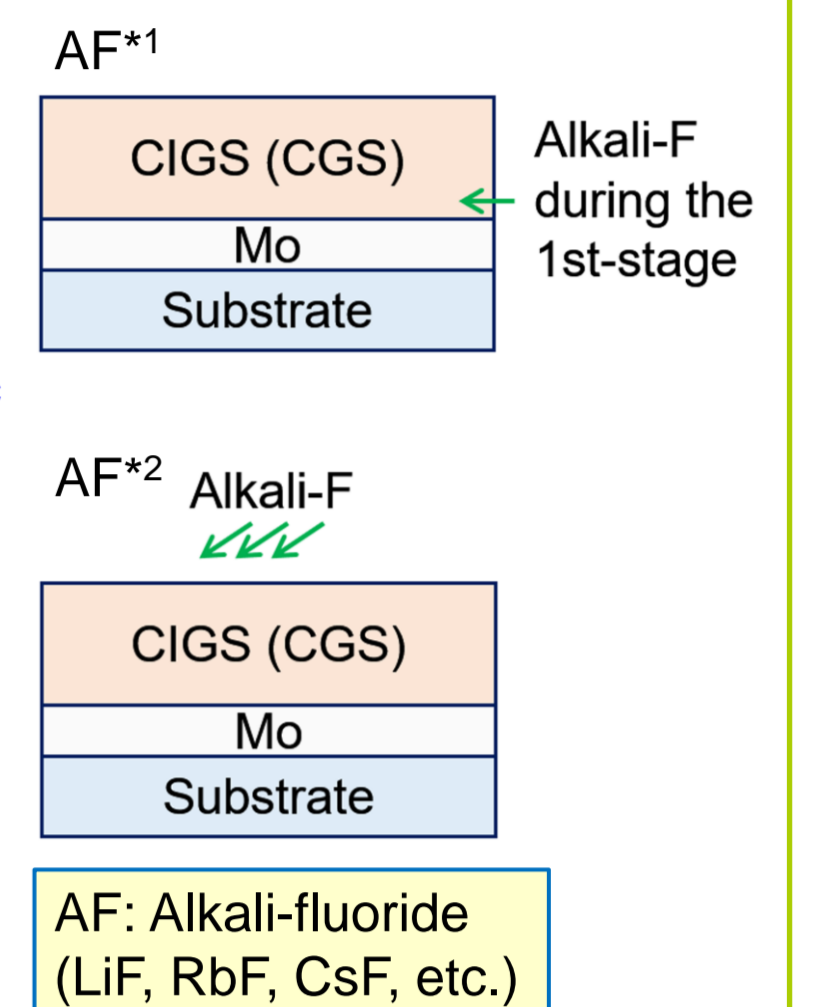 AF*1
CIGS (CGS)
Alkali-F
during the
1st-stage
Mo
Substrate
AF*2
Alkali-F
CIGS (CGS)
Mo
Substrate
AF: Alkali-fluoride
(LiF, RbF, CsF, etc.)